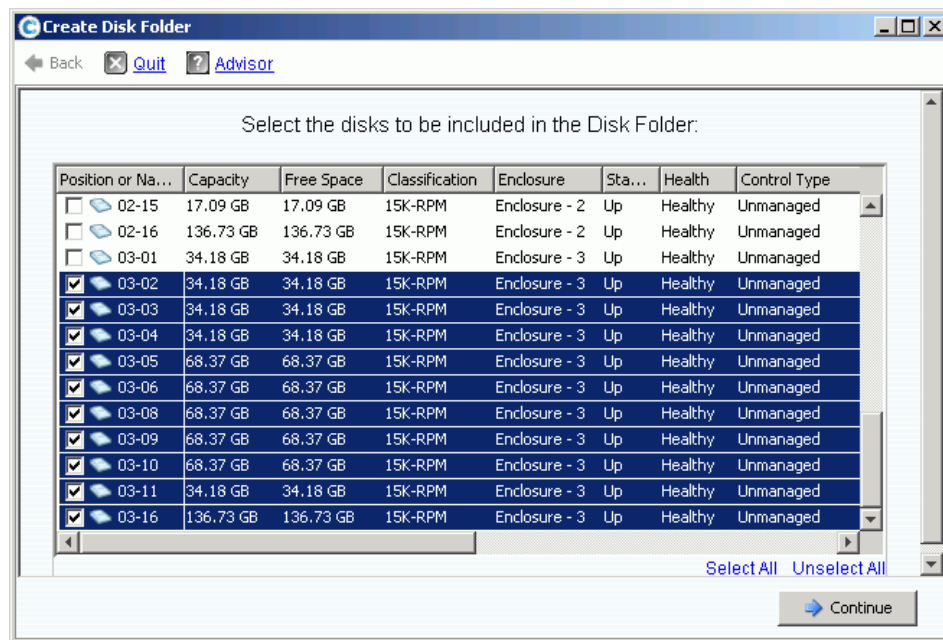 Create Disk Folder
Back Quit Advisor
Select the disks to be included in the Disk Folder:
Position or Na... Capacity Free Space Classification Enclosure Sta... Health Control Type
02-15 17.09 GB 17.09 GB 15K-RPM Enclosure - 2 Up Healthy Unmanaged
02-16 136.73 GB 136.73 GB 15K-RPM Enclosure - 2 Up Healthy Unmanaged
03-01 34.18 GB 34.18 GB 15K-RPM Enclosure - 3 Up Healthy Unmanaged
03-02 34.18 GB 34.18 GB 15K-RPM Enclosure - 3 Up Healthy Unmanaged
03-03 34.18 GB 34.18 GB 15K-RPM Enclosure - 3 Up Healthy Unmanaged
03-04 34.18 GB 34.18 GB 15K-RPM Enclosure - 3 Up Healthy Unmanaged
03-05 68.37 GB 68.37 GB 15K-RPM Enclosure - 3 Up Healthy Unmanaged
03-06 68.37 GB 68.37 GB 15K-RPM Enclosure - 3 Up Healthy Unmanaged
03-08 68.37 GB 68.37 GB 15K-RPM Enclosure - 3 Up Healthy Unmanaged
03-09 68.37 GB 68.37 GB 15K-RPM Enclosure - 3 Up Healthy Unmanaged
03-10 68.37 GB 68.37 GB 15K-RPM Enclosure - 3 Up Healthy Unmanaged
03-11 34.18 GB 34.18 GB 15K-RPM Enclosure - 3 Up Healthy Unmanaged
03-16 136.73 GB 136.73 GB 15K-RPM Enclosure - 3 Up Healthy Unmanaged
Select All Unselect All
Continue